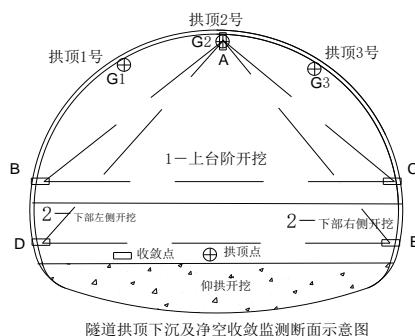 拱顶2号
拱顶1号
G2
拱顶3号
G1
A
G3
1-上台阶开挖
B
C
2-下部左侧开挖
2-下部右侧开挖
D
E
收敛点
拱顶点
仰拱开挖
隧道拱顶下沉及净空收敛监测断面示意图